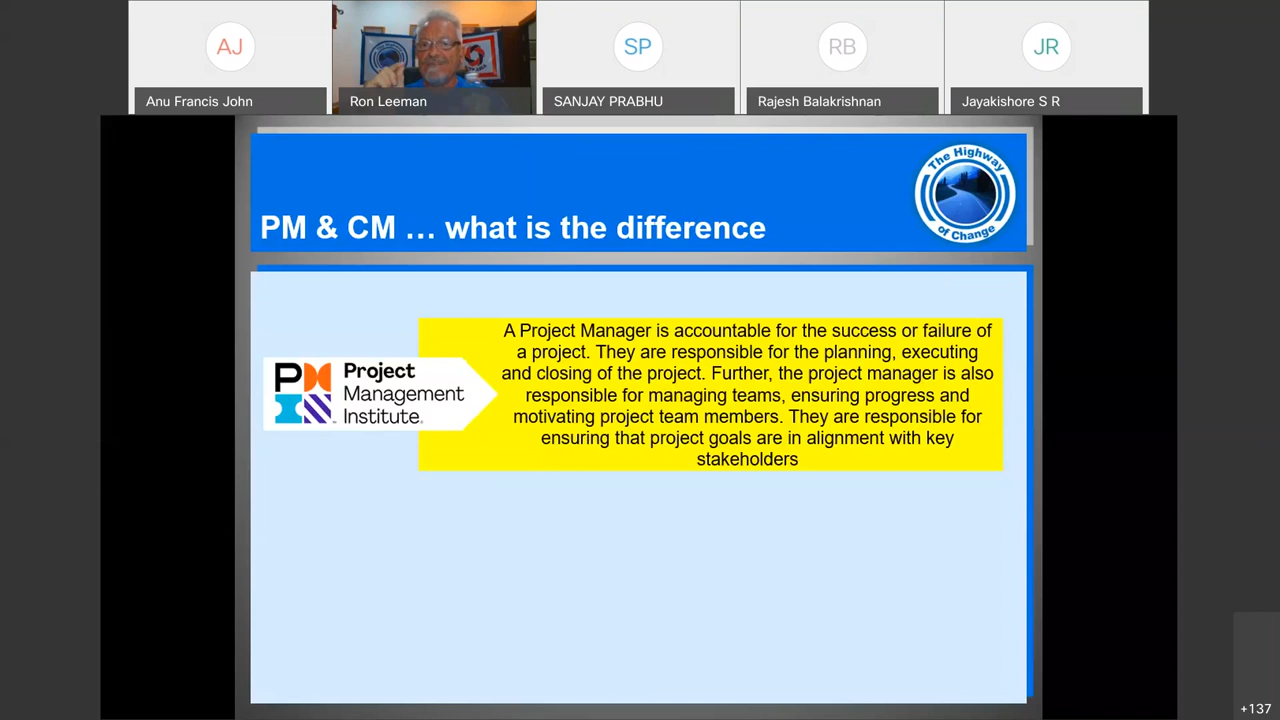 AJ
Anu Francis John
Ron Leeman
SP
SANJAY PRABHU
RB
Rajesh Balakrishnan
JR
Jayakishore S R
The Highway
of Change
PM & CM … what is the difference
Project
Management
Institute.
A Project Manager is accountable for the success or failure of
a project. They are responsible for the planning, executing
and closing of the project. Further, the project manager is also
responsible for managing teams, ensuring progress and
motivating project team members. They are responsible for
ensuring that project goals are in alignment with key
stakeholders
+137